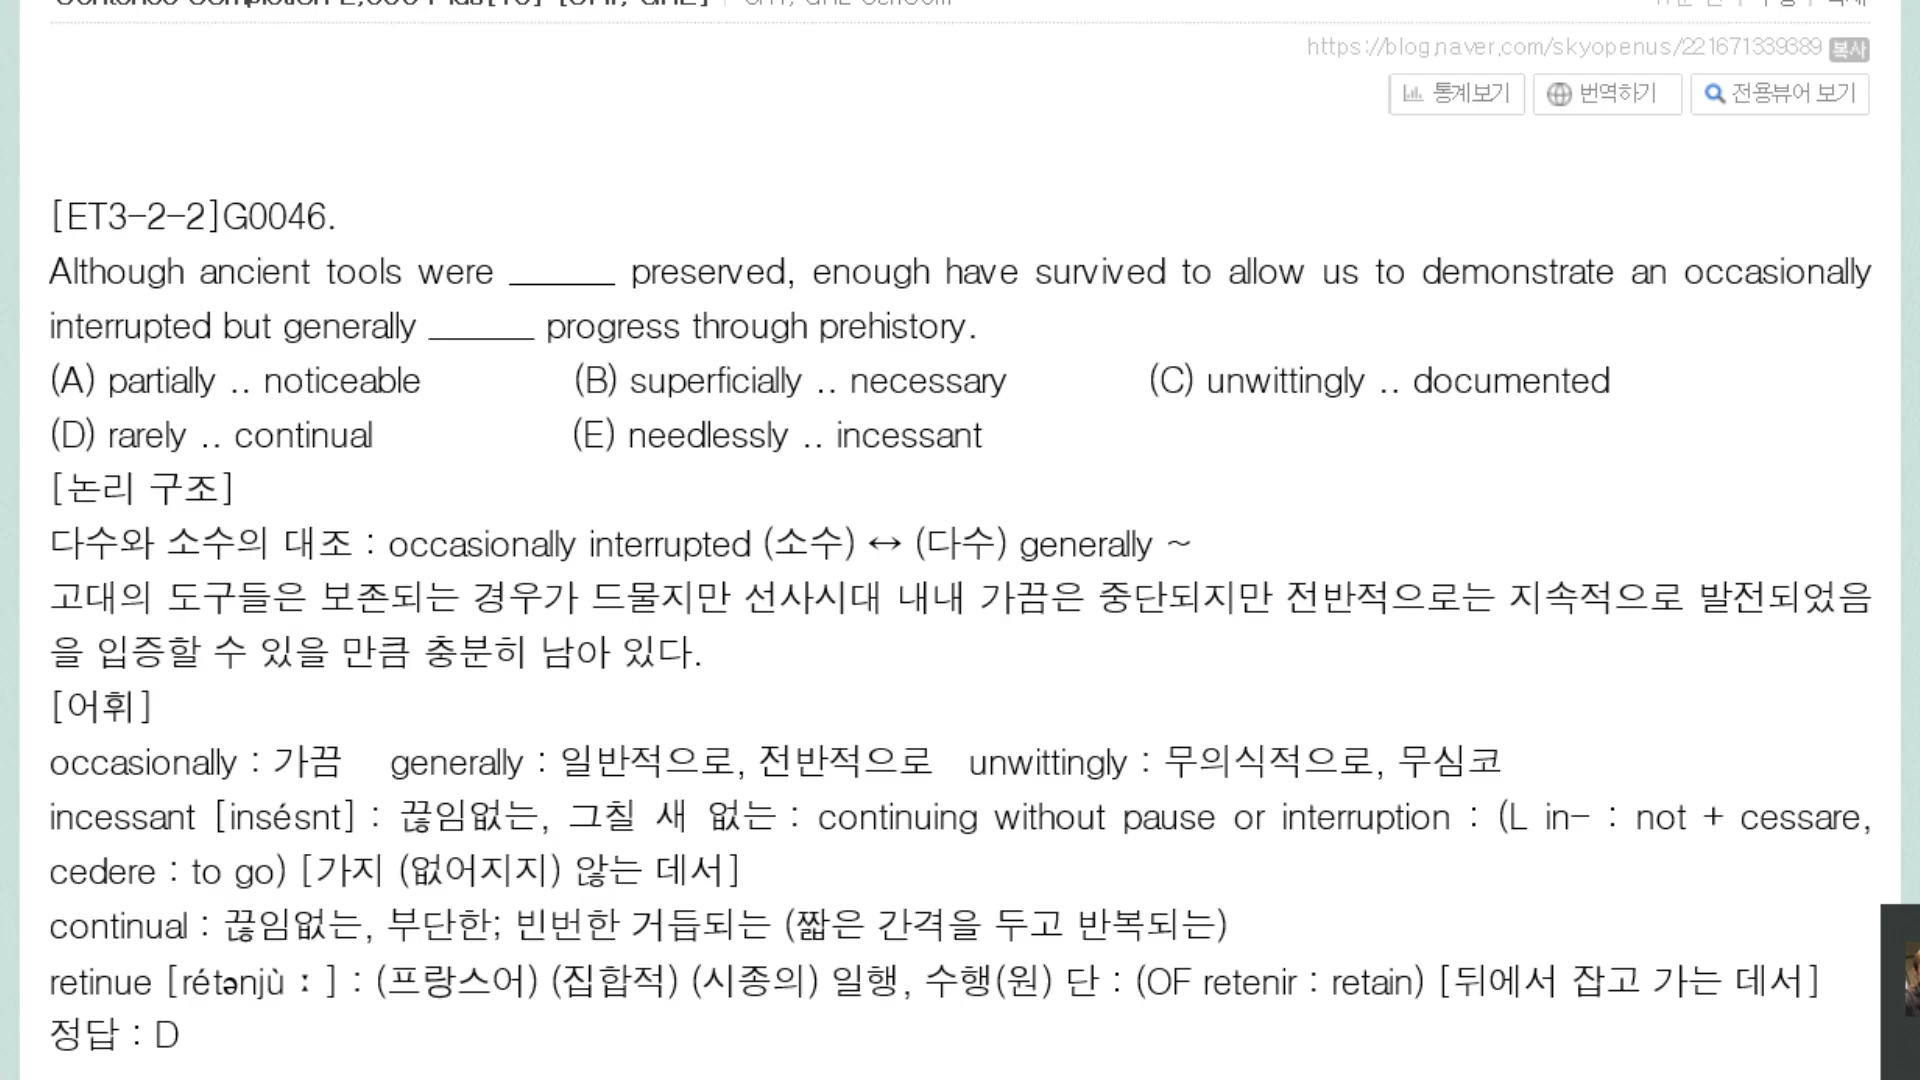 https://blog.naver.com/skyopenus/221671339389 복사
통계보기 번역하기 전용뷰어 보기
[ET3-2-2]G0046.
Although ancient tools were ______ preserved, enough have survived to allow us to demonstrate an occasionally
interrupted but generally ______ progress through prehistory.
(A) partially .. noticeable (B) superficially .. necessary (C) unwittingly .. documented
(D) rarely .. continual (E) needlessly .. incessant
[논리 구조]
다수와 소수의 대조 : occasionally interrupted (소수) ↔ (다수) generally ~
고대의 도구들은 보존되는 경우가 드물지만 선사시대 내내 가끔은 중단되지만 전반적으로는 지속적으로 발전되었음
을 입증할 수 있을 만큼 충분히 남아 있다.
[어휘]
occasionally : 가끔 generally : 일반적으로, 전반적으로 unwittingly : 무의식적으로, 무심코
incessant [insésnt] : 끊임없는, 그칠 새 없는 : continuing without pause or interruption : (L in- : not + cessare,
cedere : to go) [가지 (없어지지) 않는 데서]
continual : 끊임없는, 부단한; 빈번한 거듭되는 (짧은 간격을 두고 반복되는)
retinue [rétənjù ː ] : (프랑스어) (집합적) (시종의) 일행, 수행(원) 단 : (OF retenir : retain) [뒤에서 잡고 가는 데서]
정답 : D